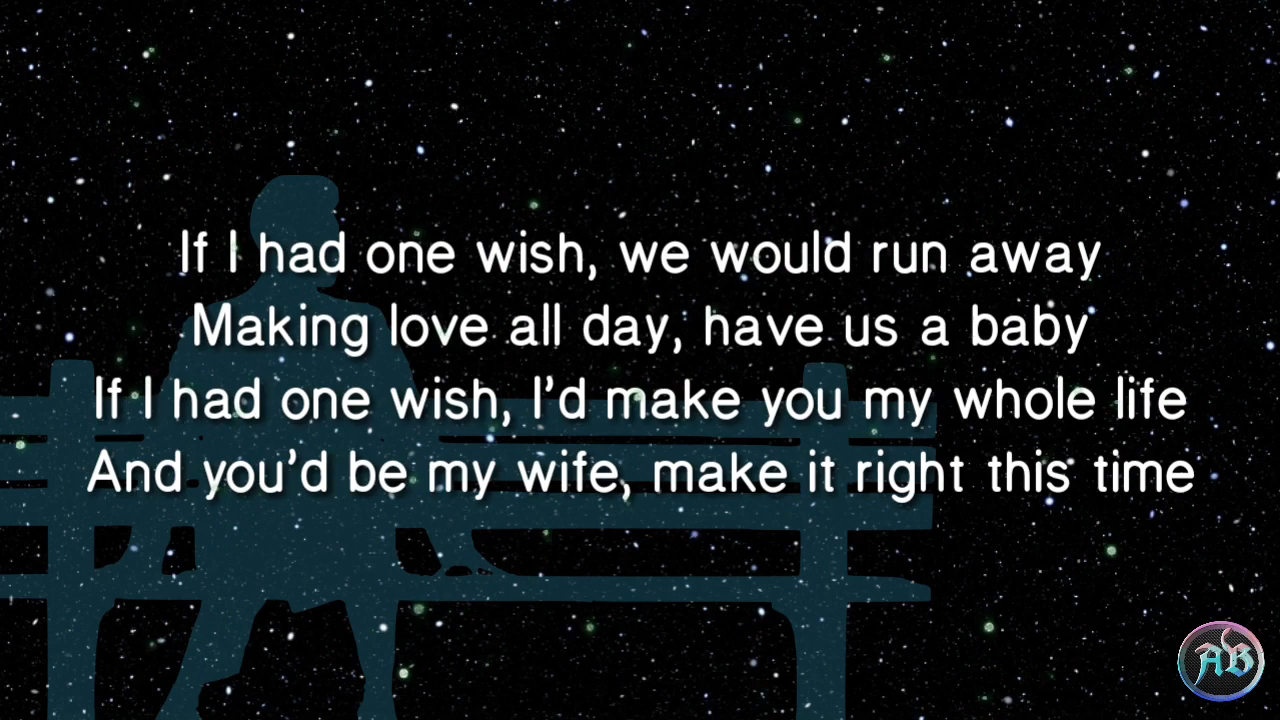 If I had one wish, we would run away
Making love all day, have us a baby
If I had one wish, I’d make you my whole life
And you’d be my wife, make it right this time
AB